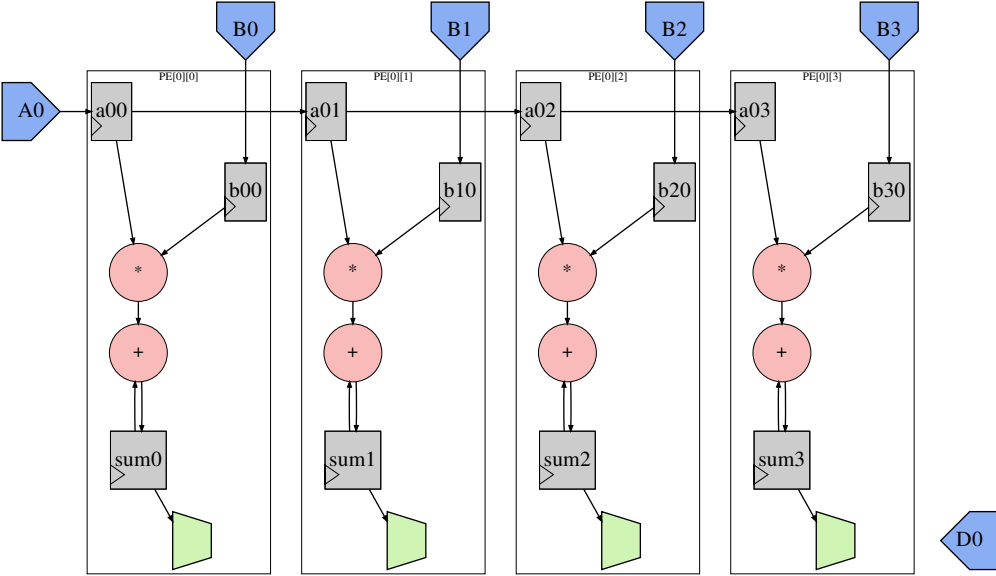 B0 B1 B2 B3
PE[0][0] PE[0][1] PE[0][2] PE[0][3]
A0 a00 a01 a02 a03
b00 b10 b20 b30
* * * *
+ + + +
sum0 sum1 sum2 sum3
D0